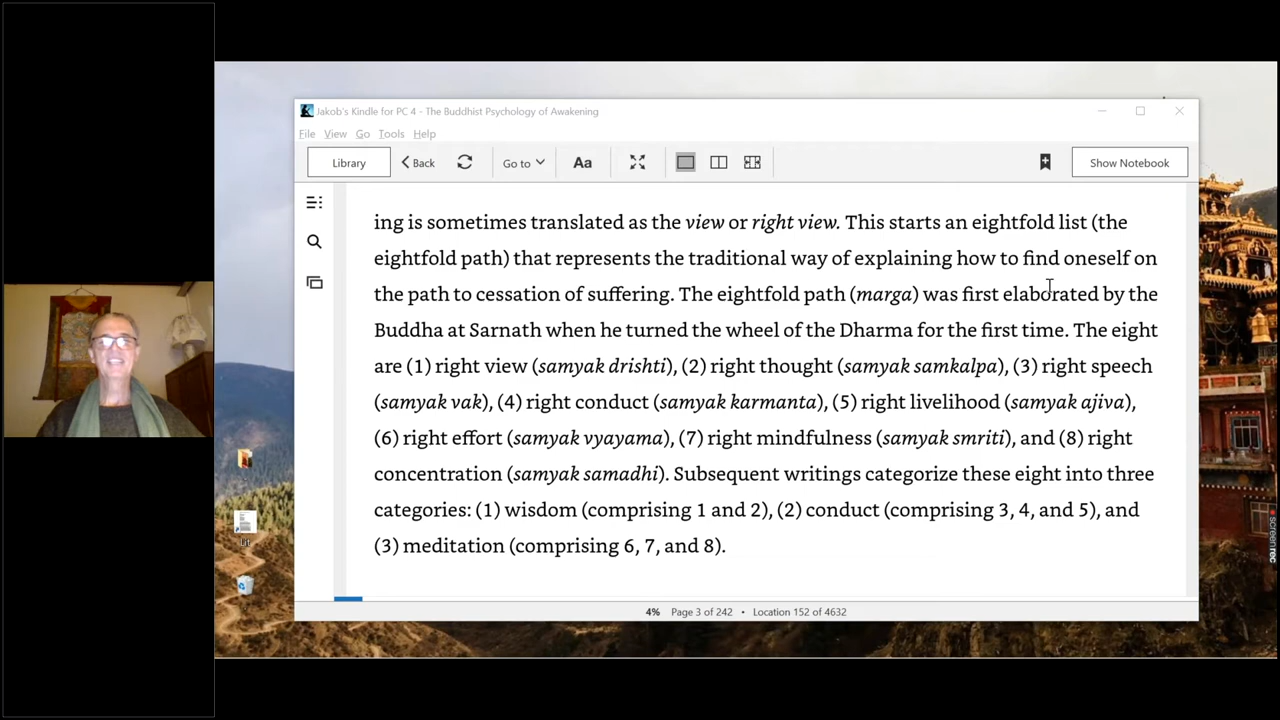 Jakob's Kindle for PC 4 - The Buddhist Psychology of Awakening
File View Go Tools Help
Library Back Go to Aa Show Notebook
ing is sometimes translated as the view or right view. This starts an eightfold list (the
eightfold path) that represents the traditional way of explaining how to find oneself on
the path to cessation of suffering. The eightfold path (marga) was first elaborated by the
Buddha at Sarnath when he turned the wheel of the Dharma for the first time. The eight
are (1) right view (samyak drishti), (2) right thought (samyak samkalpa), (3) right speech
(samyak vak), (4) right conduct (samyak karmanta), (5) right livelihood (samyak ajiva),
(6) right effort (samyak vyayama), (7) right mindfulness (samyak smriti), and (8) right
concentration (samyak samadhi). Subsequent writings categorize these eight into three
categories: (1) wisdom (comprising 1 and 2), (2) conduct (comprising 3, 4, and 5), and
(3) meditation (comprising 6, 7, and 8).
4% Page 3 of 242 • Location 152 of 4632
Lit
screenrec